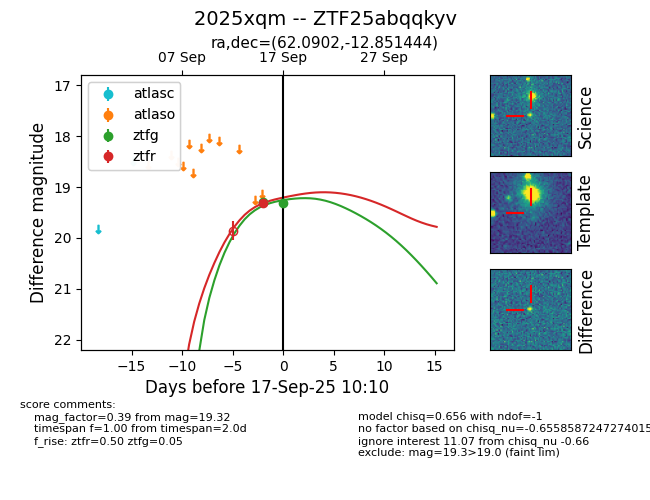 2025xqm -- ZTF25abqqkyv
ra,dec=(62.0902,-12.851444)
07 Sep 17 Sep 27 Sep
atlasc
atlaso
ztfg
ztfr
17
18
19
20
21
22
Difference magnitude
−15 −10 −5 0 5 10 15
Days before 17-Sep-25 10:10
Science
Template
Difference
score comments:
mag_factor=0.39 from mag=19.32
timespan f=1.00 from timespan=2.0d
f_rise: ztfr=0.50 ztfg=0.05
model chisq=0.656 with ndof=-1
no factor based on chisq_nu=-0.6558587247274015
ignore interest 11.07 from chisq_nu -0.66
exclude: mag=19.3>19.0 (faint lim)